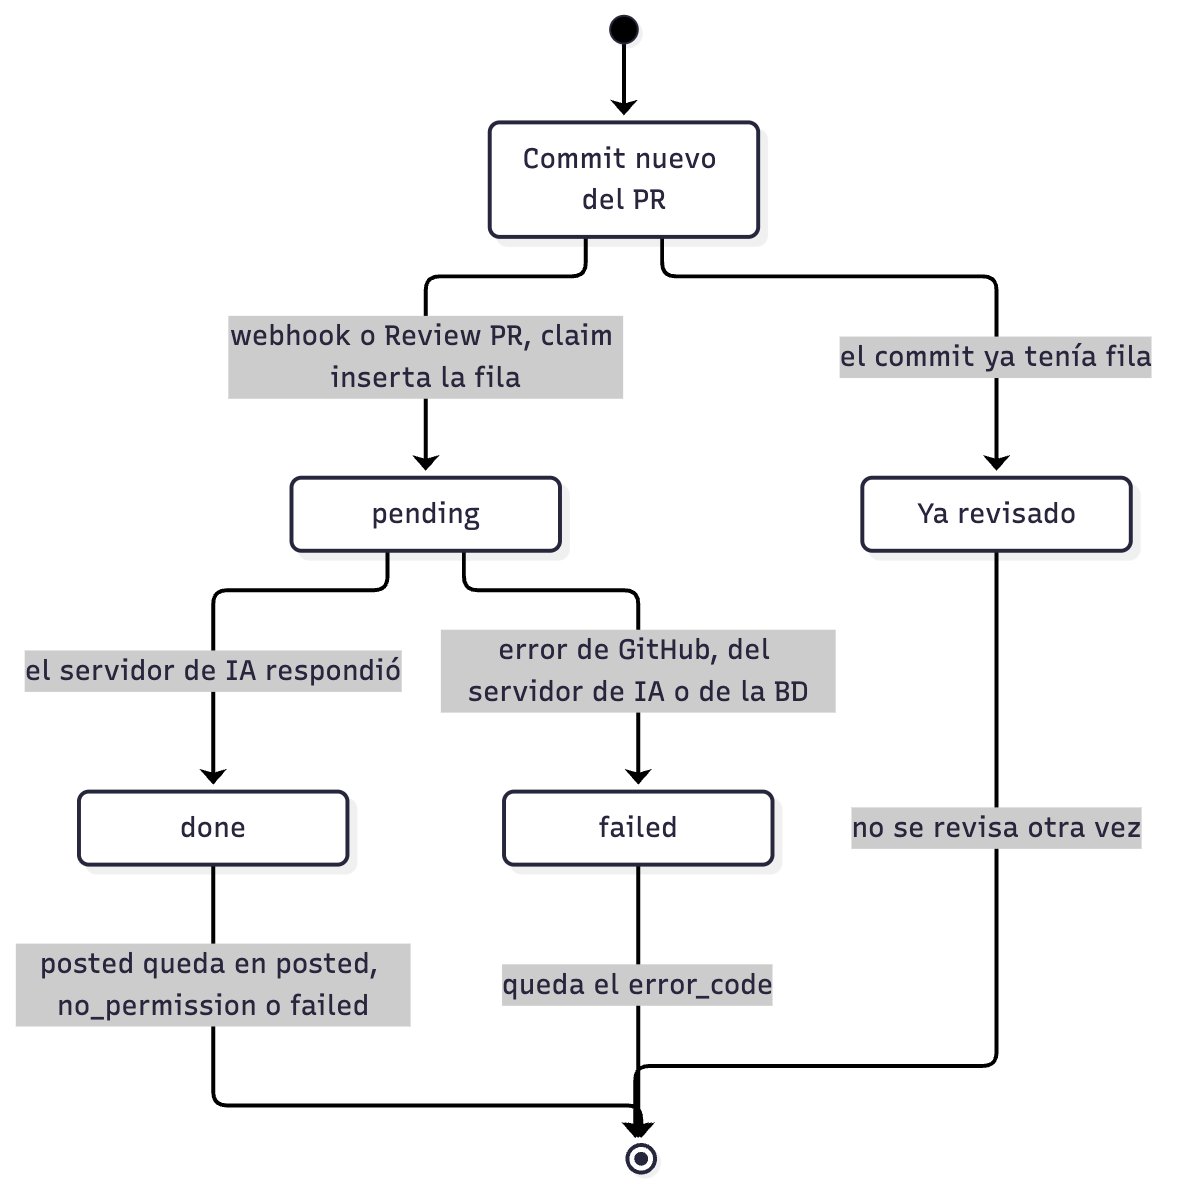 Commit nuevo
del PR
webhook o Review PR, claim
inserta la fila
el commit ya tenía fila
pending
Ya revisado
el servidor de IA respondió
error de GitHub, del
servidor de IA o de la BD
done
failed
no se revisa otra vez
posted queda en posted,
no_permission o failed
queda el error_code